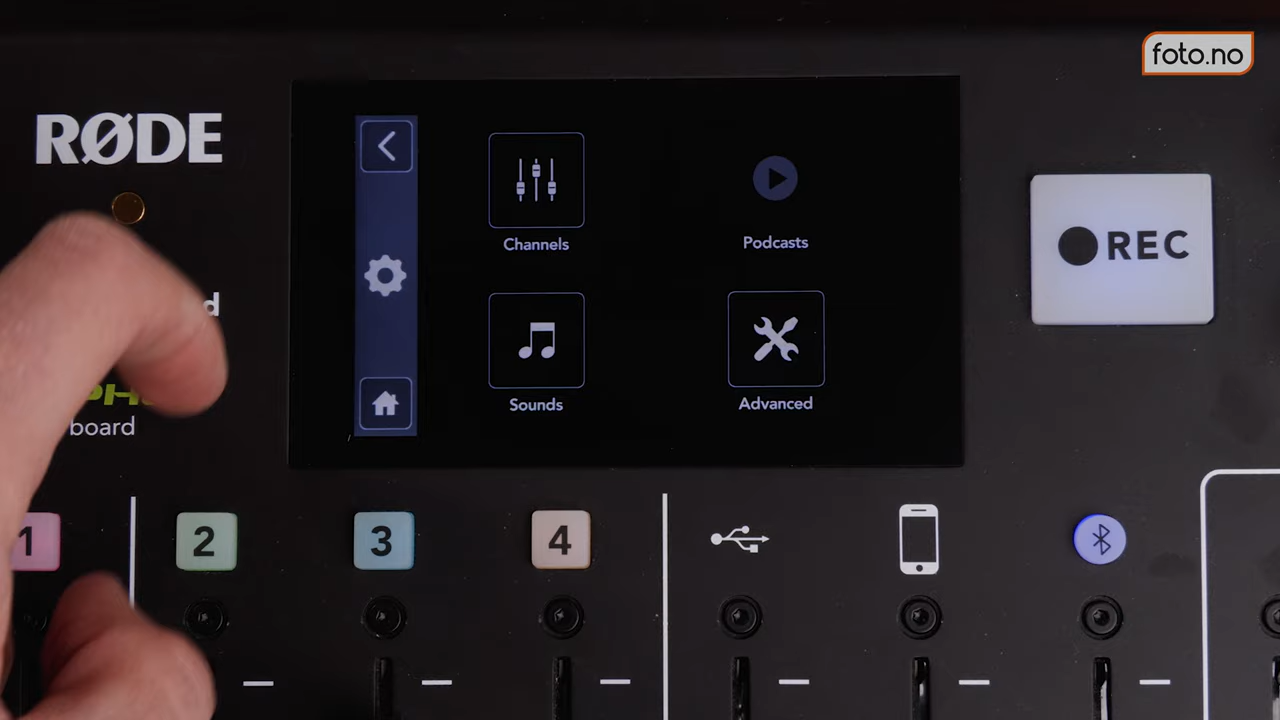 foto.no
RØDE
REC
Channels
Podcasts
Sounds
Advanced
board
1
2
3
4